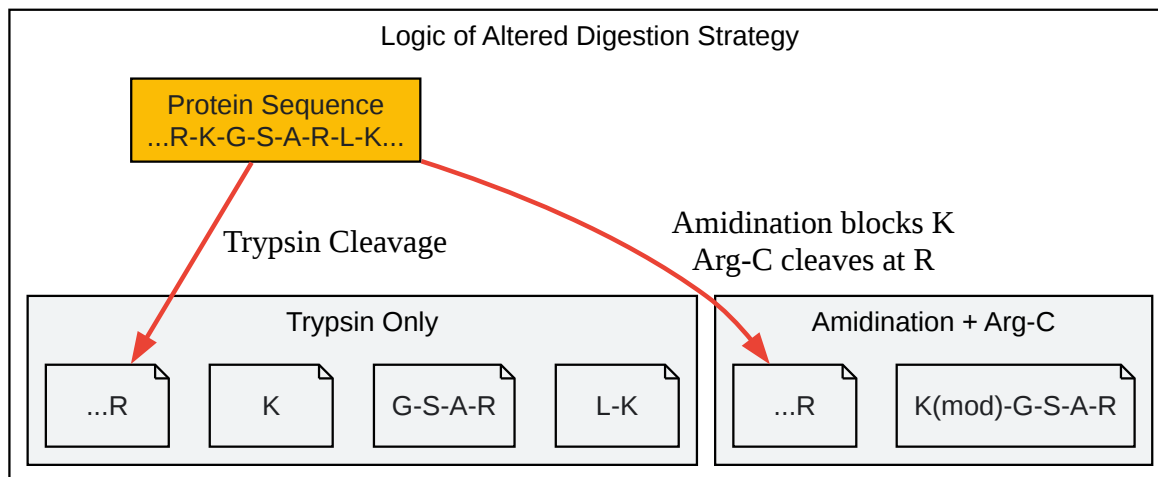 Logic of Altered Digestion Strategy
Protein Sequence
...R-K-G-S-A-R-L-K...
Trypsin Cleavage
Amidination blocks K
Arg-C cleaves at R
Trypsin Only
...R
K
G-S-A-R
L-K
Amidination + Arg-C
...R
K(mod)-G-S-A-R